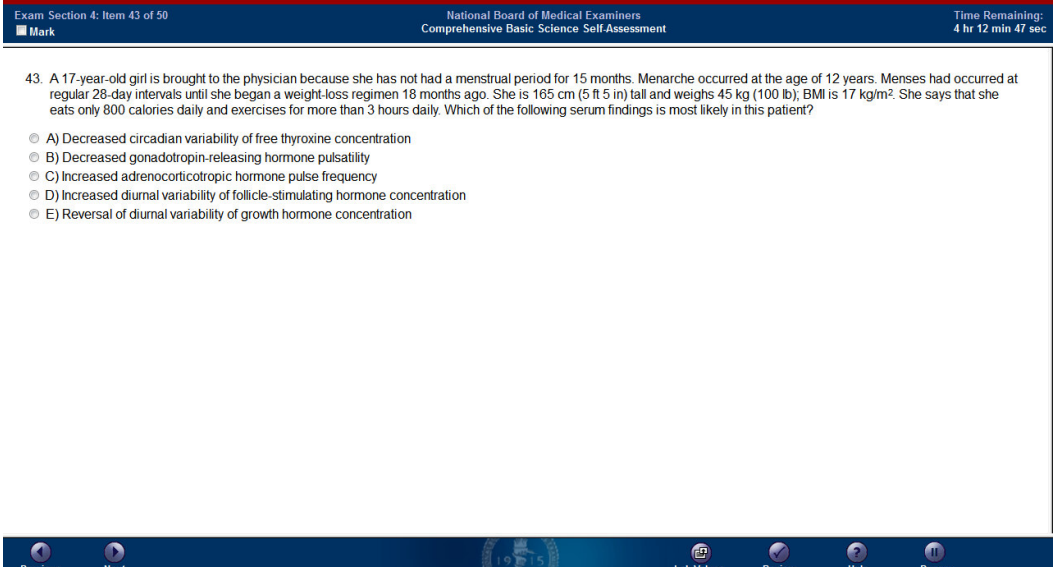 Exam Section 4: Item 43 of 50
National Board of Medical Examiners
Time Remaining:
Mark
Comprehensive Basic Science Self-Assessment
4 hr 12 min 47 sec
43. A 17-year-old girl is brought to the physician because she has not had a menstrual period for 15 months. Menarche occurred at the age of 12 years. Menses had occurred at
regular 28-day intervals until she began a weight-loss regimen 18 months ago. She is 165 cm (5 ft 5 in) tall and weighs 45 kg (100 lb); BMI is 17 kg/m². She says that she
eats only 800 calories daily and exercises for more than 3 hours daily. Which of the following serum findings is most likely in this patient?
A) Decreased circadian variability of free thyroxine concentration
B) Decreased gonadotropin-releasing hormone pulsatility
C) Increased adrenocorticotropic hormone pulse frequency
D) Increased diurnal variability of follicle-stimulating hormone concentration
E) Reversal of diurnal variability of growth hormone concentration
1915